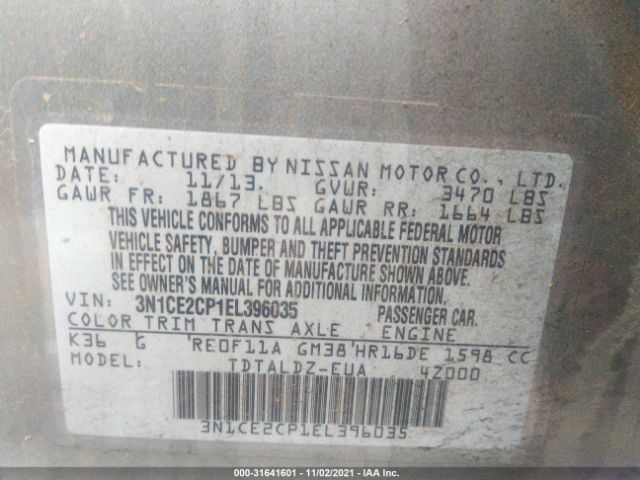 MANUFACTURED BY NISSAN MOTOR CO., LTD.
DATE: 11/13. GVWR: 3470 LBS
GAWR FR: 1867 LBS GAWR RR: 1664 LBS
THIS VEHICLE CONFORMS TO ALL APPLICABLE FEDERAL MOTOR
VEHICLE SAFETY, BUMPER AND THEFT PREVENTION STANDARDS
IN EFFECT ON THE DATE OF MANUFACTURE SHOWN ABOVE.
SEE OWNER'S MANUAL FOR ADDITIONAL INFORMATION.
VIN: 3N1CE2CP1EL396035 PASSENGER CAR.
COLOR TRIM TRANS AXLE ENGINE
K36 G 'RE0F11A GM38'HR16DE 1598 CC
MODEL: TDTALDZ-EUA 4Z000
3N1CE2CP1EL396035
000-31641601 - 11/02/2021 - IAA Inc.